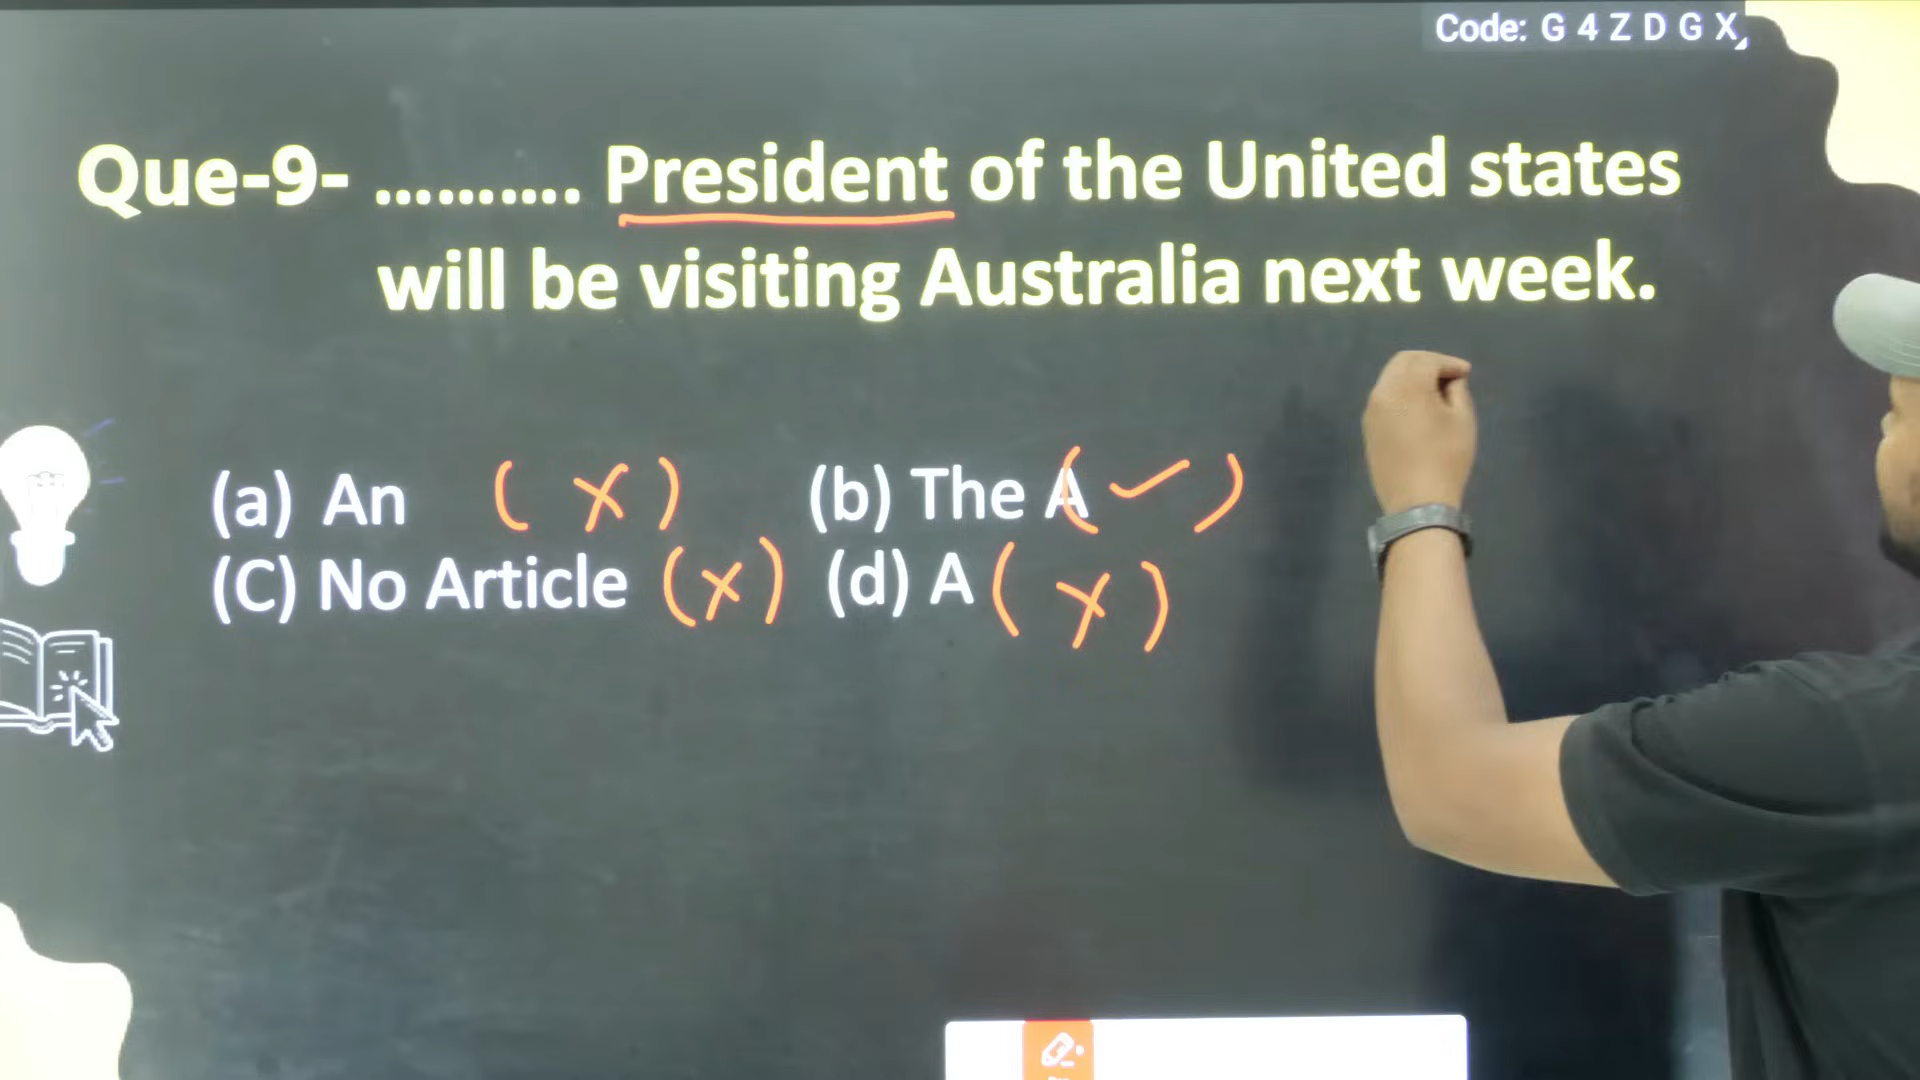 Code: G 4 Z D G X
Que-9- .......... President of the United states
will be visiting Australia next week.
(a) An ( x ) (b) The A ( ✓ )
(C) No Article (x) (d) A ( x )